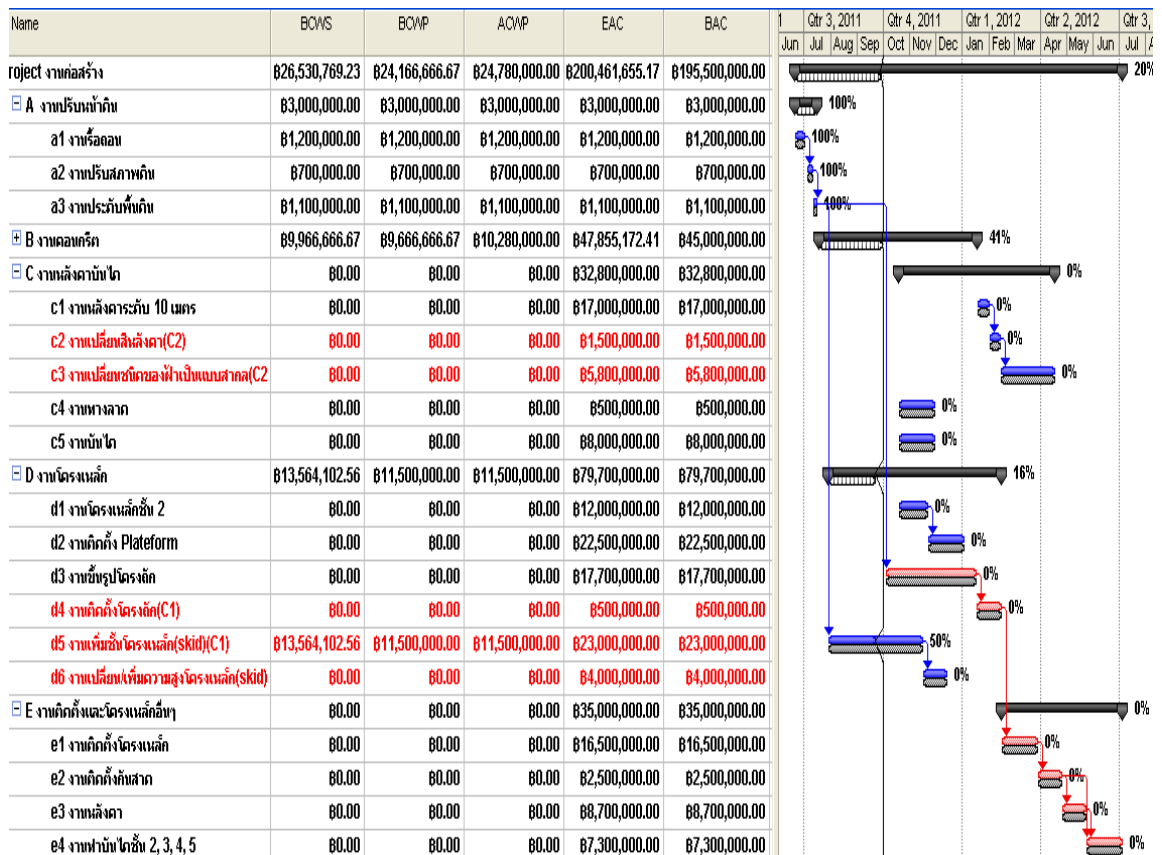 Name BCWS BCWP ACWP EAC BAC 1 Qtr 3, 2011 Qtr 4, 2011 Qtr 1, 2012 Qtr 2, 2012 Qtr 3,
Jun Jul Aug Sep Oct Nov Dec Jan Feb Mar Apr May Jun Jul A
roject งานก่อสร้าง ฿26,530,769.23 ฿24,166,666.67 ฿24,780,000.00 ฿200,461,655.17 ฿195,500,000.00 20%
A งานปรับหน้าดิน ฿3,000,000.00 ฿3,000,000.00 ฿3,000,000.00 ฿3,000,000.00 ฿3,000,000.00 100%
a1 งานรื้อถอน ฿1,200,000.00 ฿1,200,000.00 ฿1,200,000.00 ฿1,200,000.00 ฿1,200,000.00 100%
a2 งานปรับสภาพดิน ฿700,000.00 ฿700,000.00 ฿700,000.00 ฿700,000.00 ฿700,000.00 100%
a3 งานประดับพื้นดิน ฿1,100,000.00 ฿1,100,000.00 ฿1,100,000.00 ฿1,100,000.00 ฿1,100,000.00 100%
B งานคอนกรีต ฿9,966,666.67 ฿9,666,666.67 ฿10,280,000.00 ฿47,855,172.41 ฿45,000,000.00 41%
C งานหลังคาบันได ฿0.00 ฿0.00 ฿0.00 ฿32,800,000.00 ฿32,800,000.00 0%
c1 งานหลังคาระดับ 10 เมตร ฿0.00 ฿0.00 ฿0.00 ฿17,000,000.00 ฿17,000,000.00 0%
c2 งานเปลี่ยนสีหลังคา(C2) ฿0.00 ฿0.00 ฿0.00 ฿1,500,000.00 ฿1,500,000.00 0%
c3 งานเปลี่ยนชนิดของฝ้าเป็นแบบสากล(C2 ฿0.00 ฿0.00 ฿0.00 ฿5,800,000.00 ฿5,800,000.00 0%
c4 งานทางลาด ฿0.00 ฿0.00 ฿0.00 ฿500,000.00 ฿500,000.00 0%
c5 งานบันได ฿0.00 ฿0.00 ฿0.00 ฿8,000,000.00 ฿8,000,000.00 0%
D งานโครงเหล็ก ฿13,564,102.56 ฿11,500,000.00 ฿11,500,000.00 ฿79,700,000.00 ฿79,700,000.00 16%
d1 งานโครงเหล็กชั้น 2 ฿0.00 ฿0.00 ฿0.00 ฿12,000,000.00 ฿12,000,000.00 0%
d2 งานติดตั้ง Plateform ฿0.00 ฿0.00 ฿0.00 ฿22,500,000.00 ฿22,500,000.00 0%
d3 งานขึ้นรูปโครงถัก ฿0.00 ฿0.00 ฿0.00 ฿17,700,000.00 ฿17,700,000.00 0%
d4 งานติดตั้งโครงถัก(C1) ฿0.00 ฿0.00 ฿0.00 ฿500,000.00 ฿500,000.00 0%
d5 งานเพิ่มชั้นโครงเหล็ก(skid)(C1) ฿13,564,102.56 ฿11,500,000.00 ฿11,500,000.00 ฿23,000,000.00 ฿23,000,000.00 50%
d6 งานเปลี่ยน/เพิ่มความสูงโครงเหล็ก(skid) ฿0.00 ฿0.00 ฿0.00 ฿4,000,000.00 ฿4,000,000.00 0%
E งานติดตั้งและโครงเหล็กอื่นๆ ฿0.00 ฿0.00 ฿0.00 ฿35,000,000.00 ฿35,000,000.00 0%
e1 งานติดตั้งโครงเหล็ก ฿0.00 ฿0.00 ฿0.00 ฿16,500,000.00 ฿16,500,000.00 0%
e2 งานติดตั้งกันสาด ฿0.00 ฿0.00 ฿0.00 ฿2,500,000.00 ฿2,500,000.00 0%
e3 งานหลังคา ฿0.00 ฿0.00 ฿0.00 ฿8,700,000.00 ฿8,700,000.00 0%
e4 งานฝาบันไดชั้น 2, 3, 4, 5 ฿0.00 ฿0.00 ฿0.00 ฿7,300,000.00 ฿7,300,000.00 0%